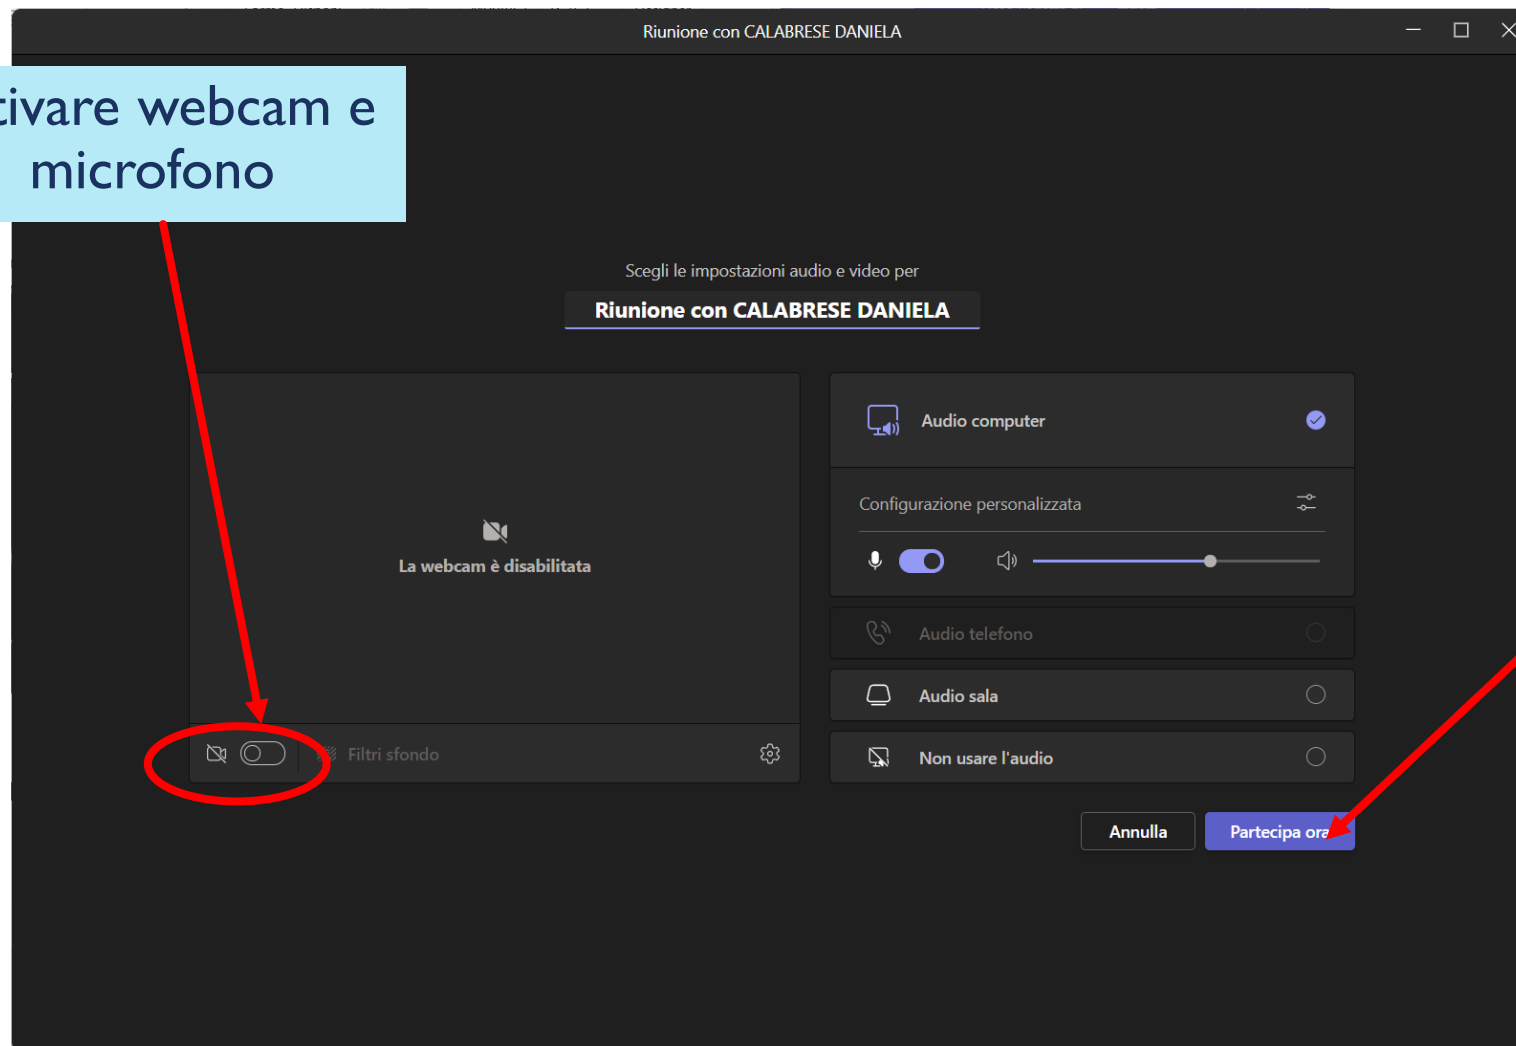 Riunione con CALABRESE DANIELA
tivare webcam e
microfono
Scegli le impostazioni audio e video per
Riunione con CALABRESE DANIELA
La webcam è disabilitata
Filtri sfondo
Audio computer
Configurazione personalizzata
Audio telefono
Audio sala
Non usare l'audio
Annulla
Partecipa ora